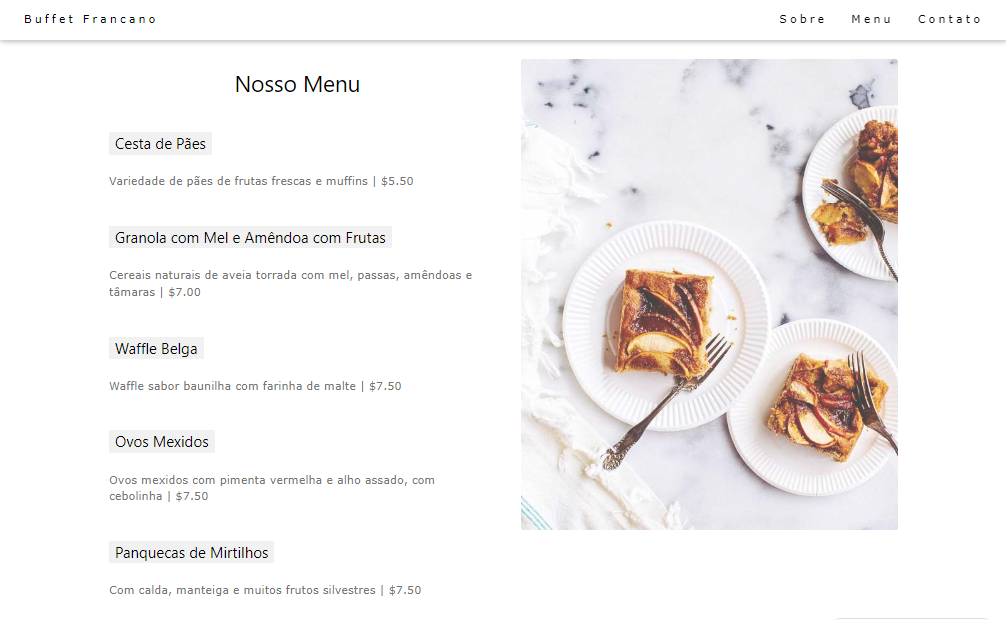 Buffet Francano
Sobre Menu Contato
Nosso Menu
Cesta de Pães
Variedade de pães de frutas frescas e muffins | $5.50
Granola com Mel e Amêndoa com Frutas
Cereais naturais de aveia torrada com mel, passas, amêndoas e
tâmaras | $7.00
Waffle Belga
Waffle sabor baunilha com farinha de malte | $7.50
Ovos Mexidos
Ovos mexidos com pimenta vermelha e alho assado, com
cebolinha | $7.50
Panquecas de Mirtilhos
Com calda, manteiga e muitos frutos silvestres | $7.50